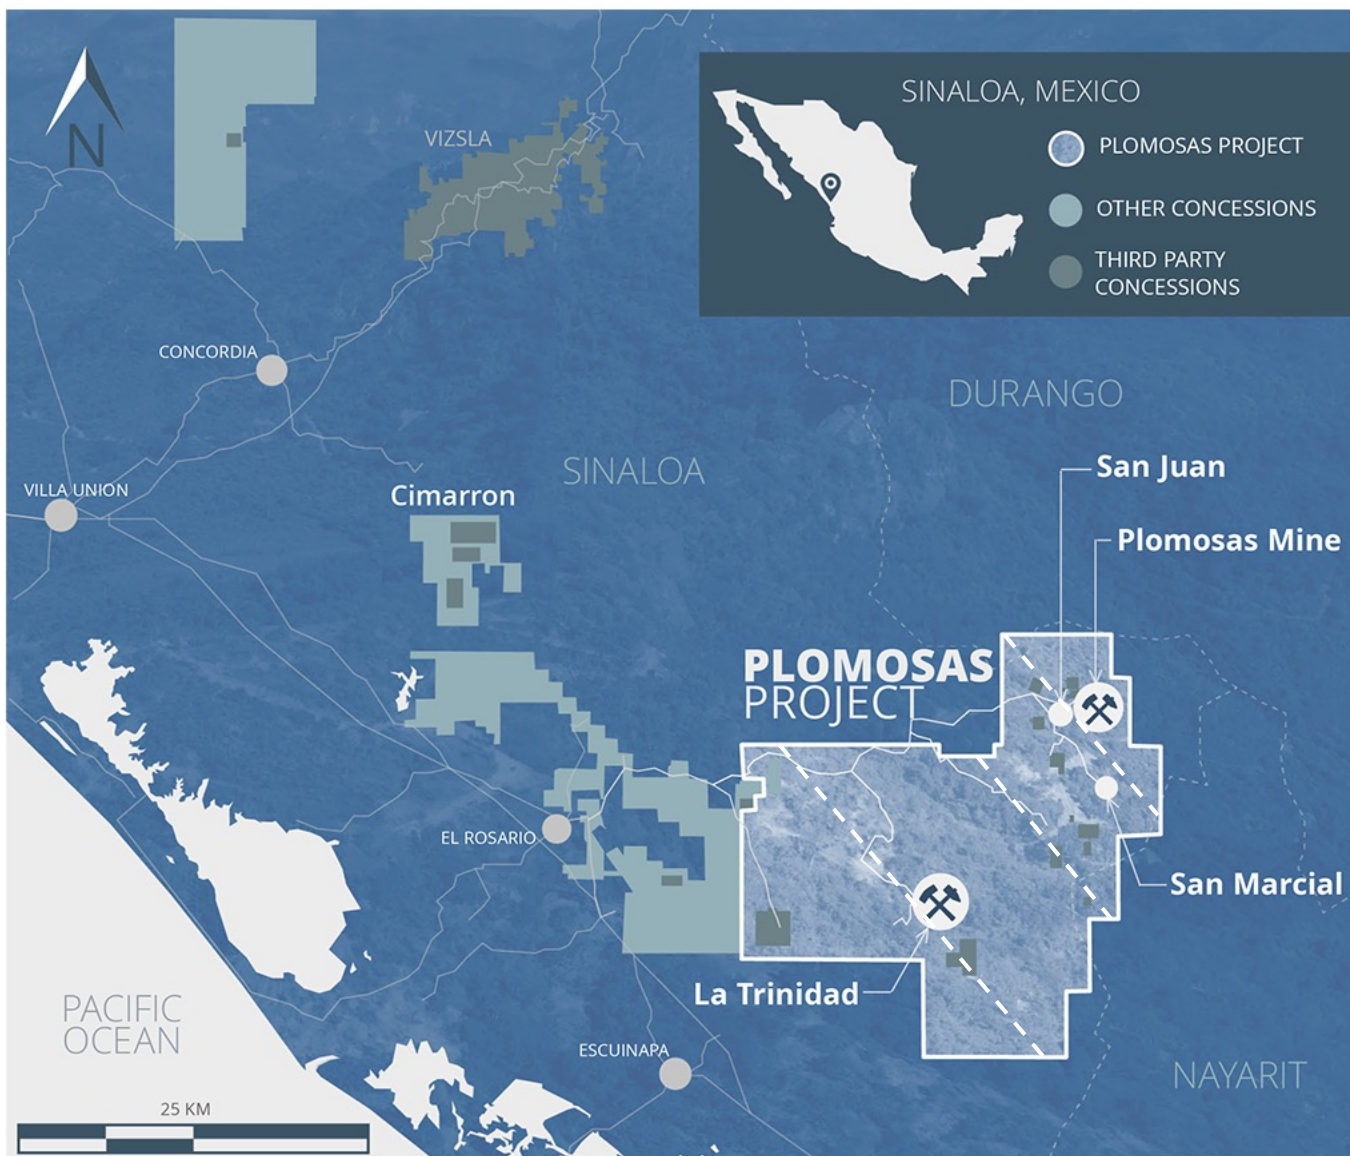 N
VIZSLA
SINALOA, MEXICO
PLOMOSAS PROJECT
OTHER CONCESSIONS
THIRD PARTY
CONCESSIONS
CONCORDIA
DURANGO
SINALOA
San Juan
VILLA UNION
Cimarron
Plomosas Mine
PLOMOSAS
PROJECT
EL ROSARIO
San Marcial
La Trinidad
PACIFIC
OCEAN
ESCUINAPA
NAYARIT
25 KM